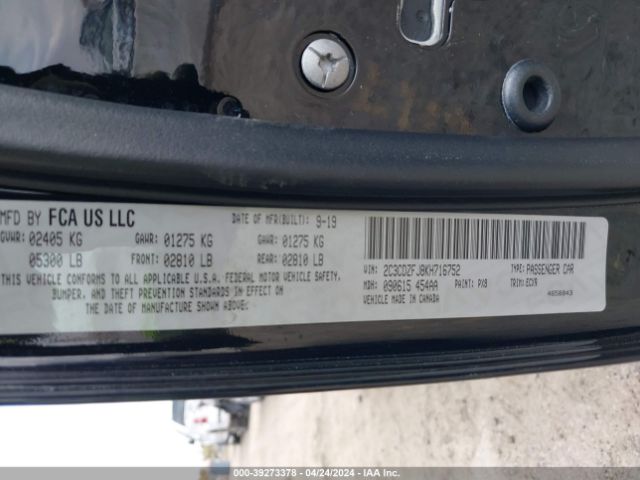 MFD BY FCA US LLC DATE OF MFR(BUILT): 9-19
GVWR: 02405 KG GAWR: 01275 KG GAWR: 01275 KG
05300 LB FRONT: 02810 LB REAR: 02810 LB
THIS VEHICLE CONFORMS TO ALL APPLICABLE U.S.A. FEDERAL MOTOR VEHICLE SAFETY,
BUMPER, AND THEFT PREVENTION STANDARDS IN EFFECT ON
THE DATE OF MANUFACTURE SHOWN ABOVE.
VIN: 2C3CDZFJ8KH716752 TYPE: PASSENGER CAR
MDH: 090615 454AA PAINT: PX8 TRIM: ECX9
VEHICLE MADE IN CANADA 4658043
000-39273378 - 04/24/2024 - IAA Inc.